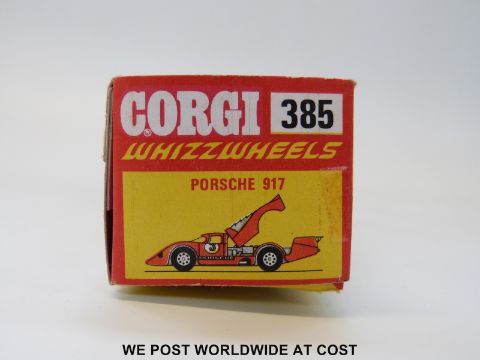 CORGI® 385
WHIZZWHEELS
PORSCHE 917
WE POST WORLDWIDE AT COST